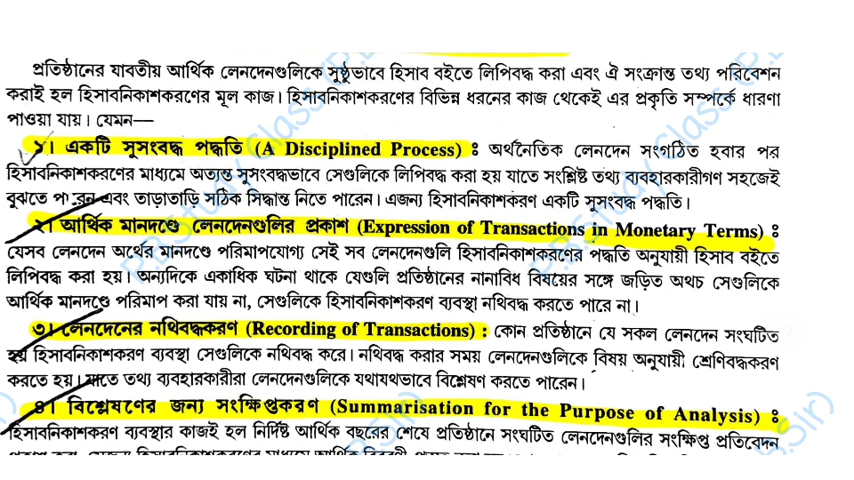 প্রতিষ্ঠানের যাবতীয় আর্থিক লেনদেনগুলিকে সুষ্ঠুভাবে হিসাব বইতে লিপিবদ্ধ করা এবং ঐ সংক্রান্ত তথ্য পরিবেশন
করাই হল হিসাবনিকাশকরণের মূল কাজ। হিসাবনিকাশকরণের বিভিন্ন ধরনের কাজ থেকেই এর প্রকৃতি সম্পর্কে ধারণা
পাওয়া যায়। যেমন—
১। একটি সুসংবদ্ধ পদ্ধতি (A Disciplined Process) : অর্থনৈতিক লেনদেন সংগঠিত হবার পর
হিসাবনিকাশকরণের মাধ্যমে অত্যন্ত সুসংবদ্ধভাবে সেগুলিকে লিপিবদ্ধ করা হয় যাতে সংশ্লিষ্ট তথ্য ব্যবহারকারীগণ সহজেই
বুঝতে পারেন এবং তাড়াতাড়ি সঠিক সিদ্ধান্ত নিতে পারেন। এজন্য হিসাবনিকাশকরণ একটি সুসংবদ্ধ পদ্ধতি।
২। আর্থিক মানদণ্ডে লেনদেনগুলির প্রকাশ (Expression of Transactions in Monetary Terms) :
যেসব লেনদেন অর্থের মানদণ্ডে পরিমাপযোগ্য সেই সব লেনদেনগুলি হিসাবনিকাশকরণের পদ্ধতি অনুযায়ী হিসাব বইতে
লিপিবদ্ধ করা হয়। অন্যদিকে একাধিক ঘটনা থাকে যেগুলি প্রতিষ্ঠানের নানাবিধ বিষয়ের সঙ্গে জড়িত অথচ সেগুলিকে
আর্থিক মানদণ্ডে পরিমাপ করা যায় না, সেগুলিকে হিসাবনিকাশকরণ ব্যবস্থা নথিবদ্ধ করতে পারে না।
৩। লেনদেনের নথিবদ্ধকরণ (Recording of Transactions) : কোন প্রতিষ্ঠানে যে সকল লেনদেন সংঘটিত
হয় হিসাবনিকাশকরণ ব্যবস্থা সেগুলিকে নথিবদ্ধ করে। নথিবদ্ধ করার সময় লেনদেনগুলিকে বিষয় অনুযায়ী শ্রেণিবদ্ধকরণ
করতে হয়। যাতে তথ্য ব্যবহারকারীরা লেনদেনগুলিকে যথাযথভাবে বিশ্লেষণ করতে পারেন।
৪। বিশ্লেষণের জন্য সংক্ষিপ্তকরণ (Summarisation for the Purpose of Analysis) :
হিসাবনিকাশকরণ ব্যবস্থার কাজই হল নির্দিষ্ট আর্থিক বছরের শেষে প্রতিষ্ঠানে সংঘটিত লেনদেনগুলির সংক্ষিপ্ত প্রতিবেদন